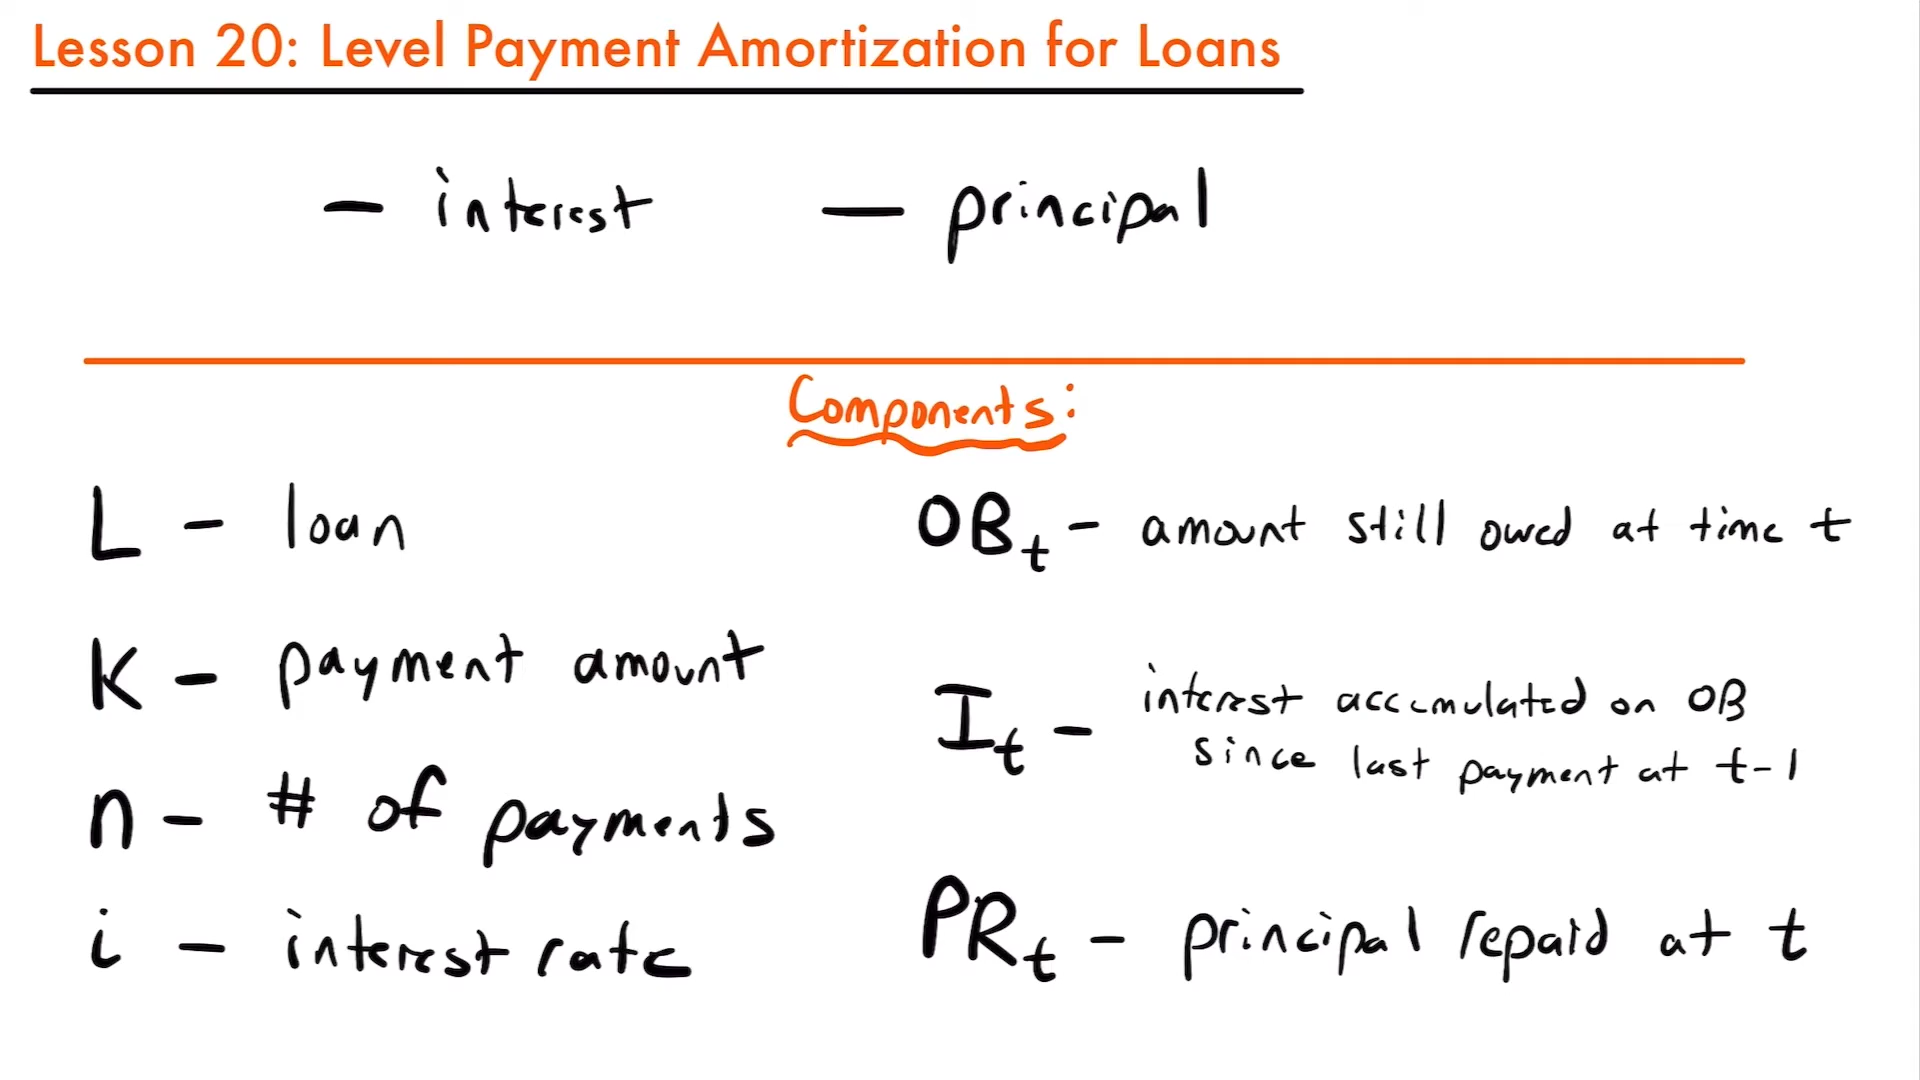 Lesson 20: Level Payment Amortization for Loans
– interest — principal
Components:
L – loan
K – payment amount
n – # of payments
i – interest rate
OBt – amount still owed at time t
It – interest accumulated on OB
since last payment at t-1
PRt – principal repaid at t